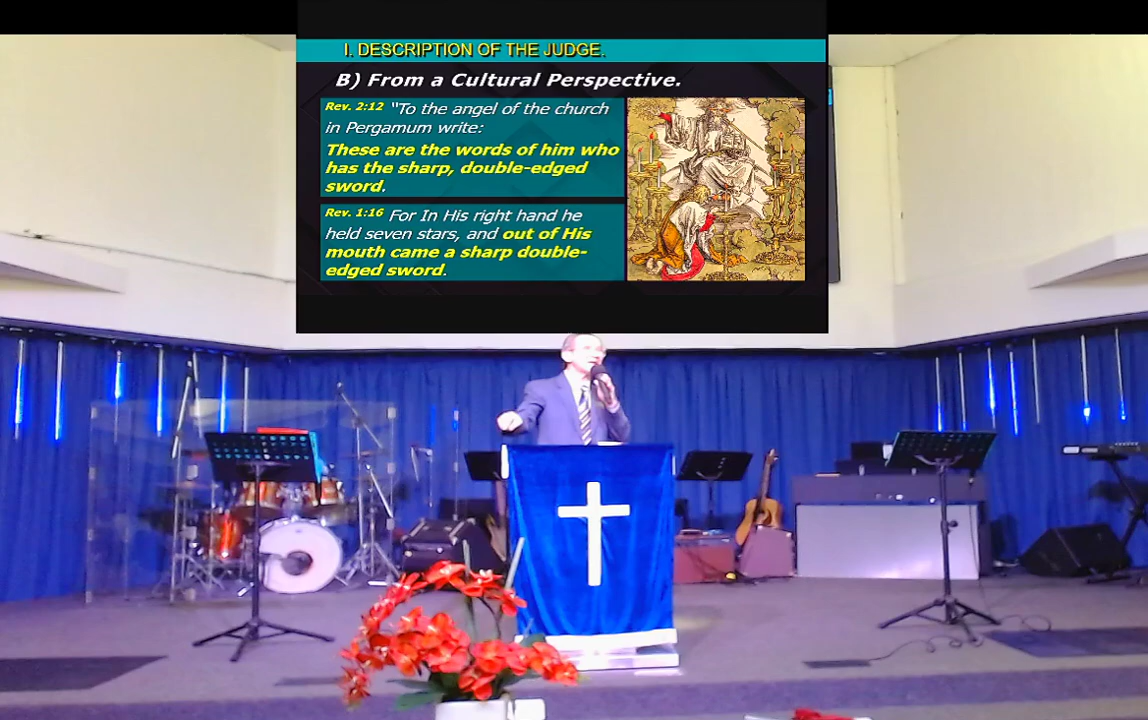 I. DESCRIPTION OF THE JUDGE.
B) From a Cultural Perspective.
Rev. 2:12 "To the angel of the church
in Pergamum write:
These are the words of him who
has the sharp, double-edged
sword.
Rev. 1:16 For In His right hand he
held seven stars, and out of His
mouth came a sharp double-
edged sword.